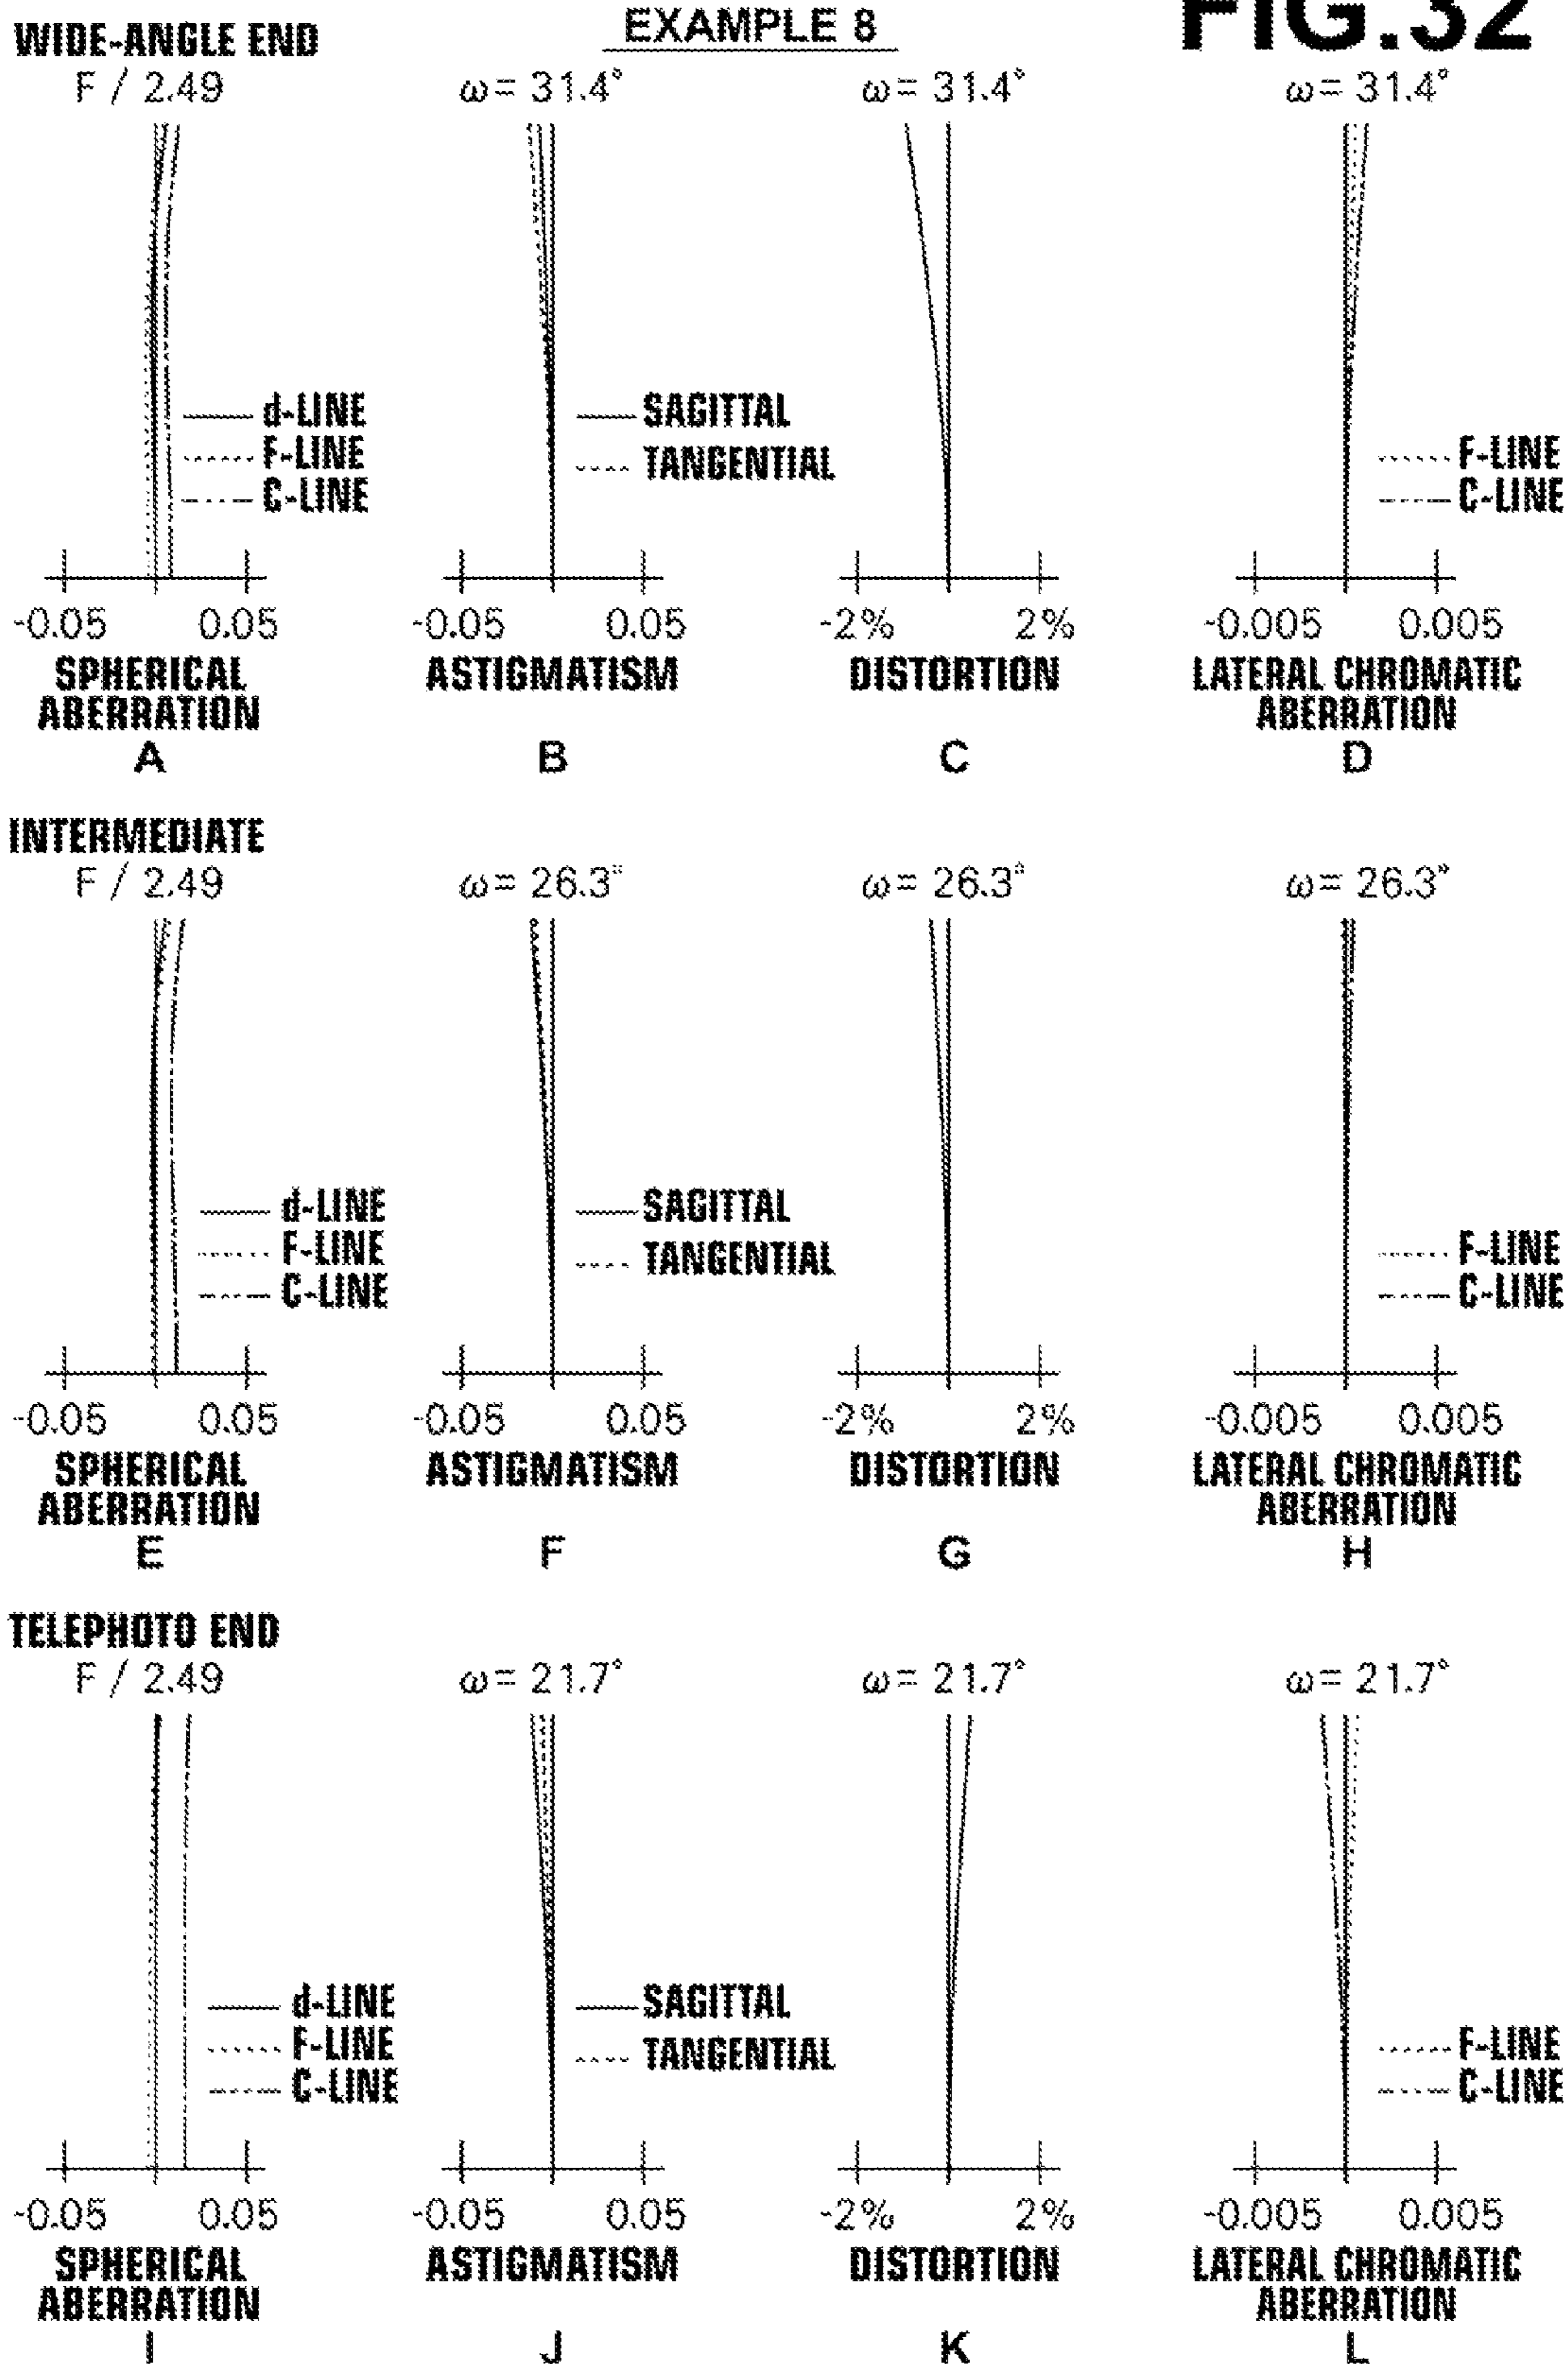 FIG.32
EXAMPLE 8
WIDE-ANGLE END
F / 2.49
ω= 31.4°
ω= 31.4°
ω= 31.4°
d-LINE
F-LINE
C-LINE
SAGITTAL
TANGENTIAL
F-LINE
C-LINE
-0.05 0.05
-0.05 0.05
-2% 2%
-0.005 0.005
SPHERICAL
ABERRATION
ASTIGMATISM
DISTORTION
LATERAL CHROMATIC
ABERRATION
A
B
C
D
INTERMEDIATE
F / 2.49
ω= 26.3°
ω= 26.3°
ω= 26.3°
d-LINE
F-LINE
C-LINE
SAGITTAL
TANGENTIAL
F-LINE
C-LINE
-0.05 0.05
-0.05 0.05
-2% 2%
-0.005 0.005
SPHERICAL
ABERRATION
ASTIGMATISM
DISTORTION
LATERAL CHROMATIC
ABERRATION
E
F
G
H
TELEPHOTO END
F / 2.49
ω= 21.7°
ω= 21.7°
ω= 21.7°
d-LINE
F-LINE
C-LINE
SAGITTAL
TANGENTIAL
F-LINE
C-LINE
-0.05 0.05
-0.05 0.05
-2% 2%
-0.005 0.005
SPHERICAL
ABERRATION
ASTIGMATISM
DISTORTION
LATERAL CHROMATIC
ABERRATION
I
J
K
L